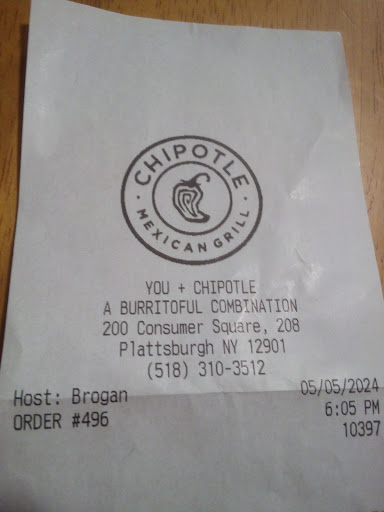 CHIPOTLE
MEXICAN GRILL
YOU + CHIPOTLE
A BURRITOFUL COMBINATION
200 Consumer Square, 208
Plattsburgh NY 12901
(518) 310-3512
Host: Brogan 05/05/2024
ORDER #496 6:05 PM
10397